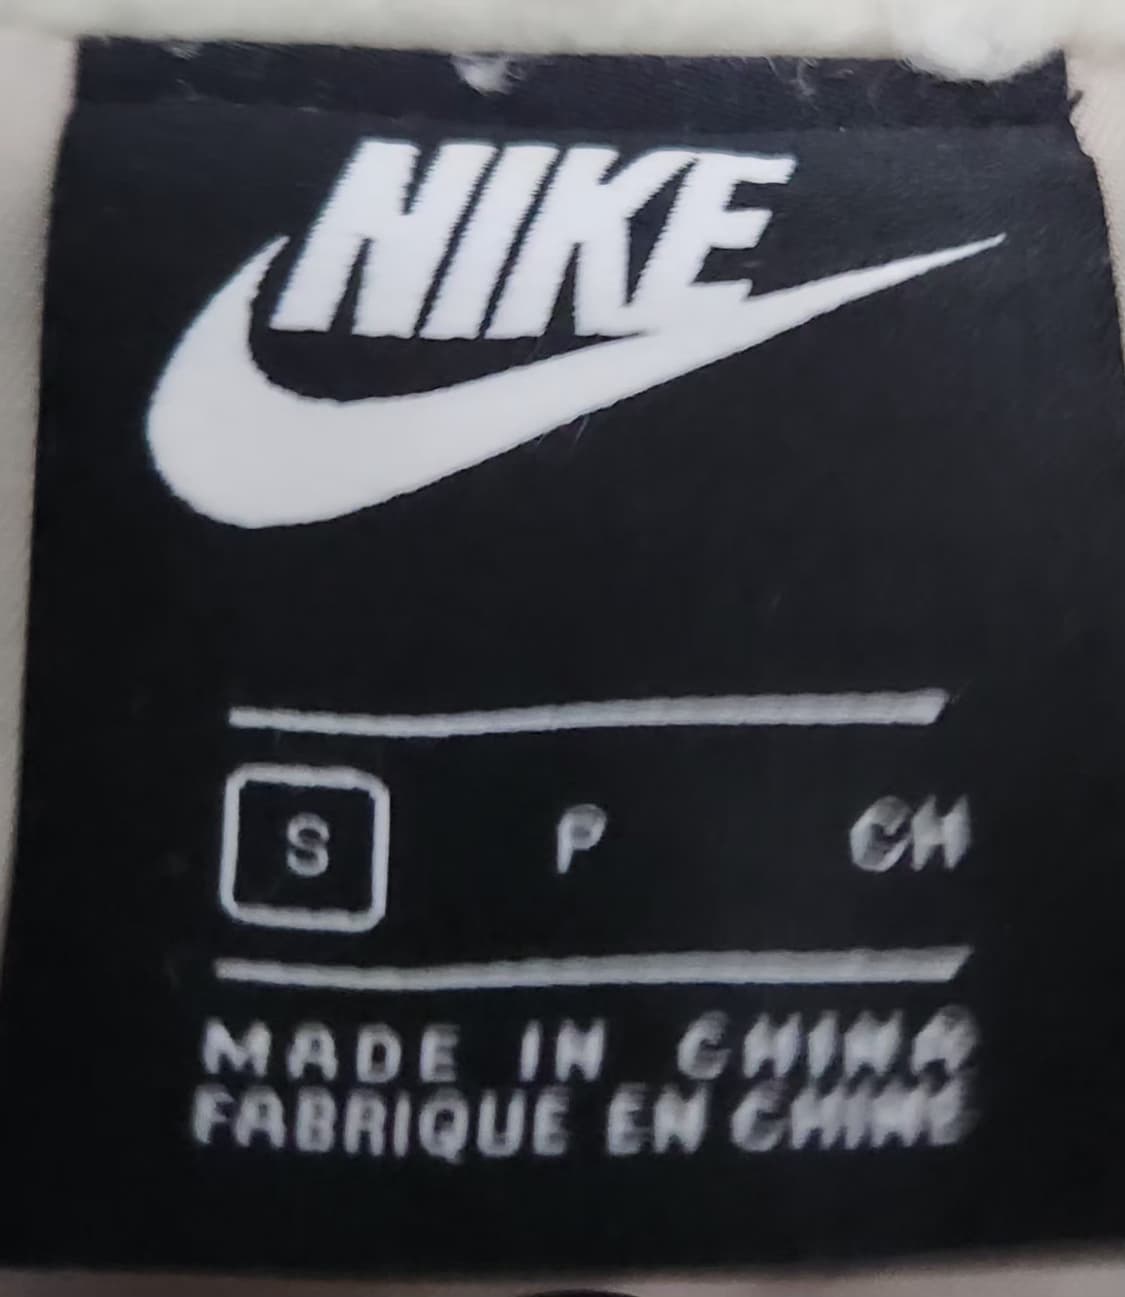 NIKE
S P CH
MADE IN CHINA
FABRIQUE EN CHINE